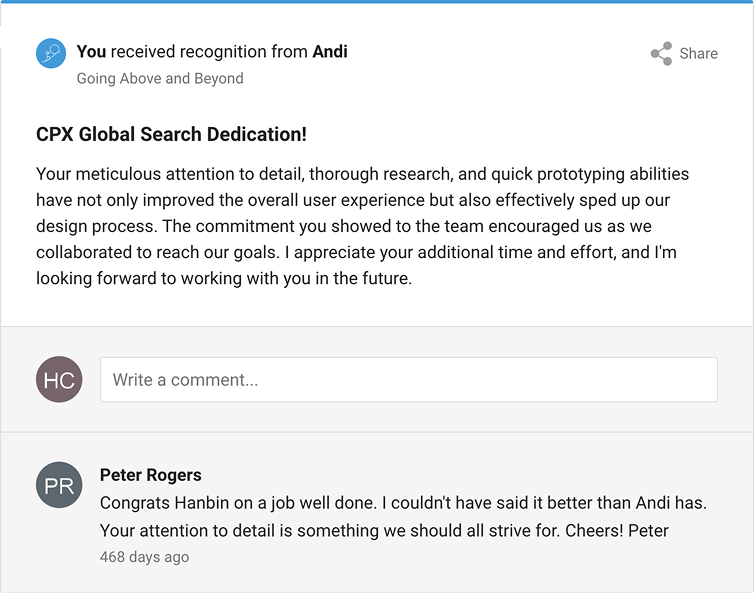 You received recognition from Andi
Share
Going Above and Beyond
CPX Global Search Dedication!
Your meticulous attention to detail, thorough research, and quick prototyping abilities
have not only improved the overall user experience but also effectively sped up our
design process. The commitment you showed to the team encouraged us as we
collaborated to reach our goals. I appreciate your additional time and effort, and I'm
looking forward to working with you in the future.
HC
Write a comment...
PR
Peter Rogers
Congrats Hanbin on a job well done. I couldn't have said it better than Andi has.
Your attention to detail is something we should all strive for. Cheers! Peter
468 days ago